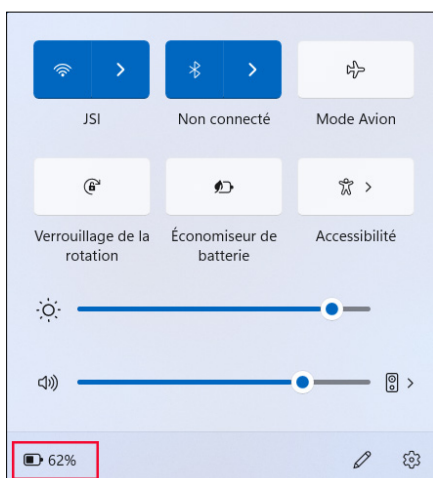 JSI
Non connecté
Mode Avion
Verrouillage de la
rotation
Économiseur de
batterie
Accessibilité
62%